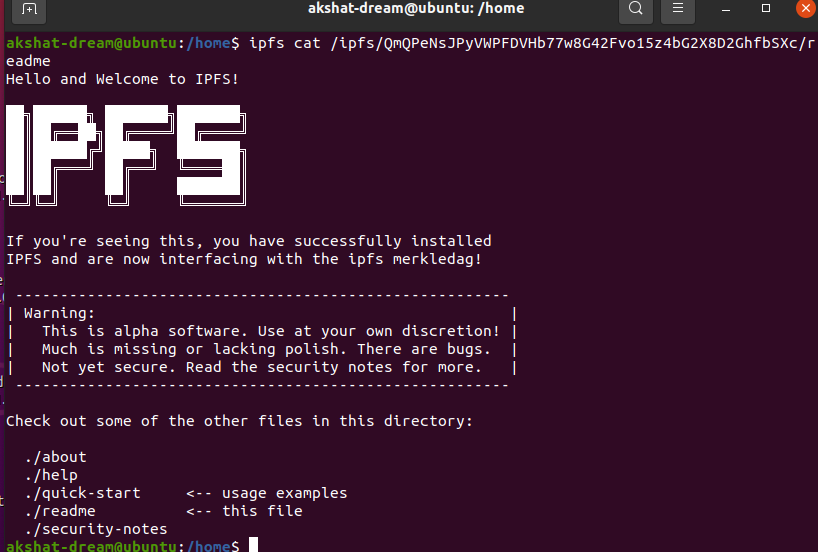 akshat-dream@ubuntu: /home
akshat-dream@ubuntu:/home$ ipfs cat /ipfs/QmQPeNsJPyVWPFDVHb77w8G42Fvo15z4bG2X8D2GhfbSXc/r
eadme
Hello and Welcome to IPFS!
IPFS
If you're seeing this, you have successfully installed
IPFS and are now interfacing with the ipfs merkledag!
-------------------------------------------------------
| Warning: |
| This is alpha software. Use at your own discretion! |
| Much is missing or lacking polish. There are bugs. |
| Not yet secure. Read the security notes for more. |
-------------------------------------------------------
Check out some of the other files in this directory:
./about
./help
./quick-start <-- usage examples
./readme <-- this file
./security-notes
akshat-dream@ubuntu:/home$